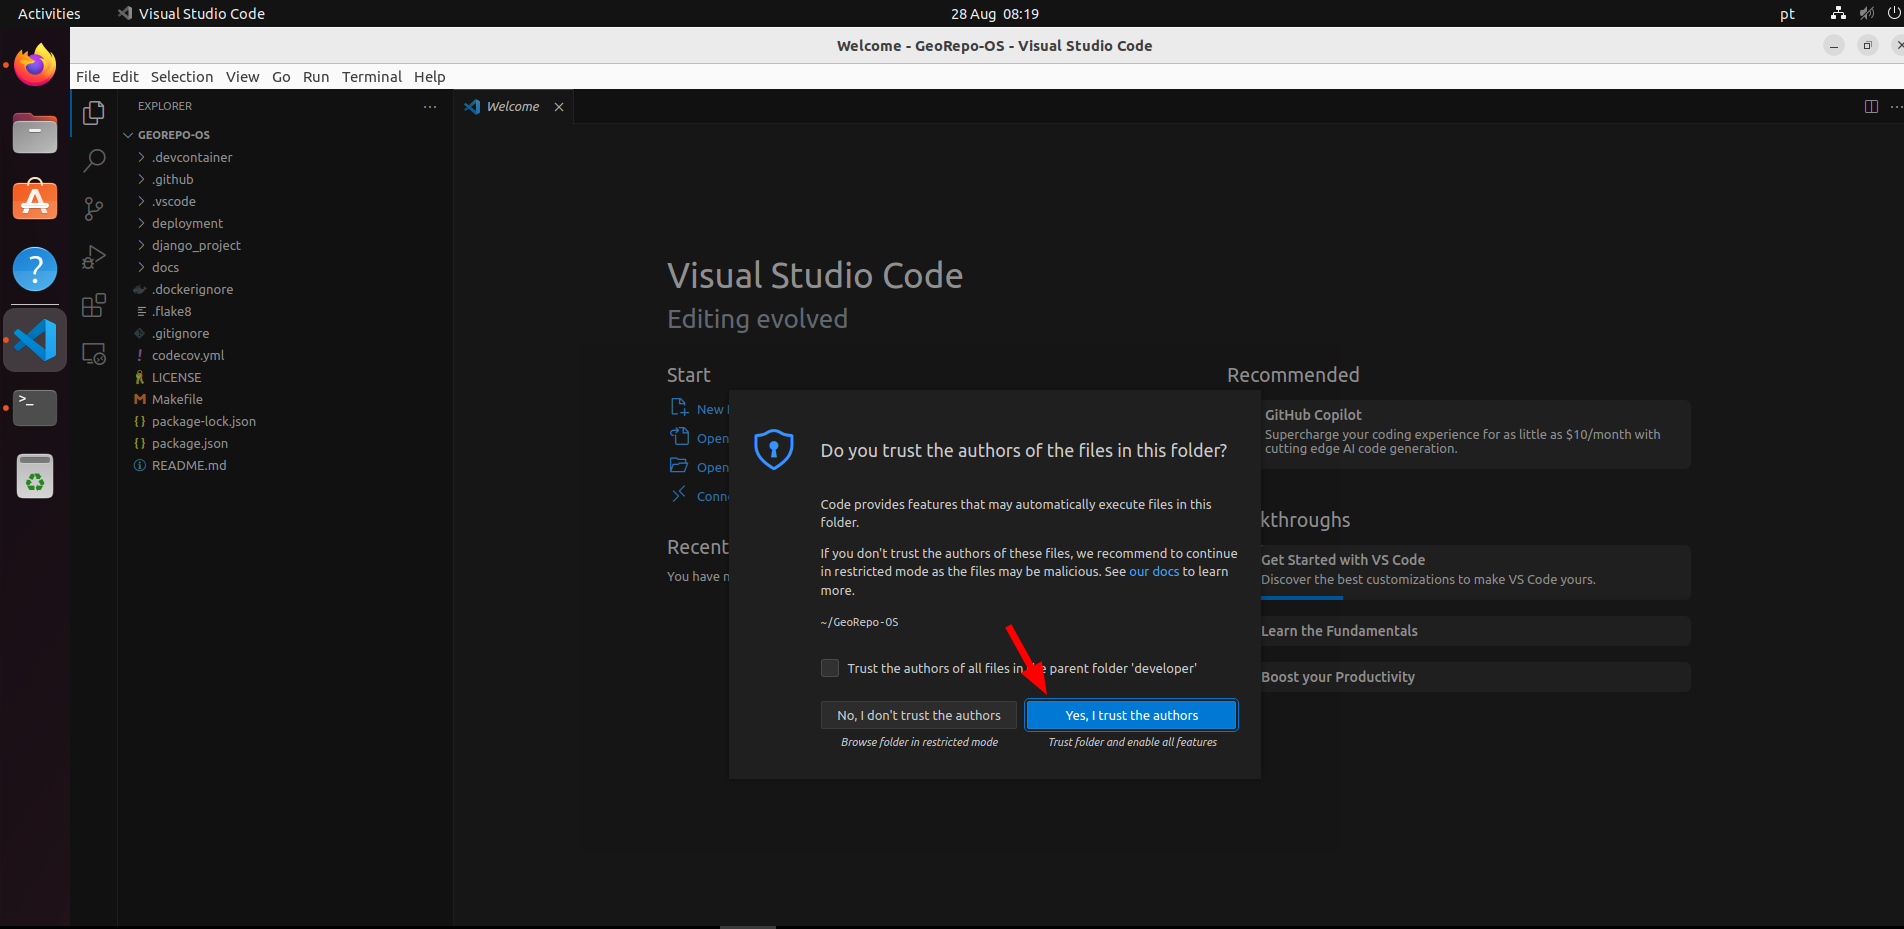 Activities
Visual Studio Code
28 Aug 08:19
pt
Welcome - GeoRepo-OS - Visual Studio Code
File Edit Selection View Go Run Terminal Help
EXPLORER
GEOREPO-OS
.devcontainer
.github
.vscode
deployment
django_project
docs
.dockerignore
.flake8
.gitignore
codecov.yml
LICENSE
Makefile
package-lock.json
package.json
README.md
Welcome
Visual Studio Code
Editing evolved
Start
New
Open
Open
Conn
Recent
You have n
Do you trust the authors of the files in this folder?
Code provides features that may automatically execute files in this
folder.
If you don't trust the authors of these files, we recommend to continue
in restricted mode as the files may be malicious. See our docs to learn
more.
~/GeoRepo-OS
Trust the authors of all files in the parent folder 'developer'
No, I don't trust the authors
Browse folder in restricted mode
Yes, I trust the authors
Trust folder and enable all features
Recommended
GitHub Copilot
Supercharge your coding experience for as little as $10/month with
cutting edge AI code generation.
kthroughs
Get Started with VS Code
Discover the best customizations to make VS Code yours.
Learn the Fundamentals
Boost your Productivity